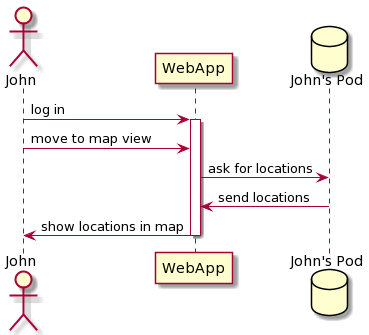 John
WebApp
John's Pod
log in
move to map view
ask for locations
send locations
show locations in map
John
WebApp
John's Pod